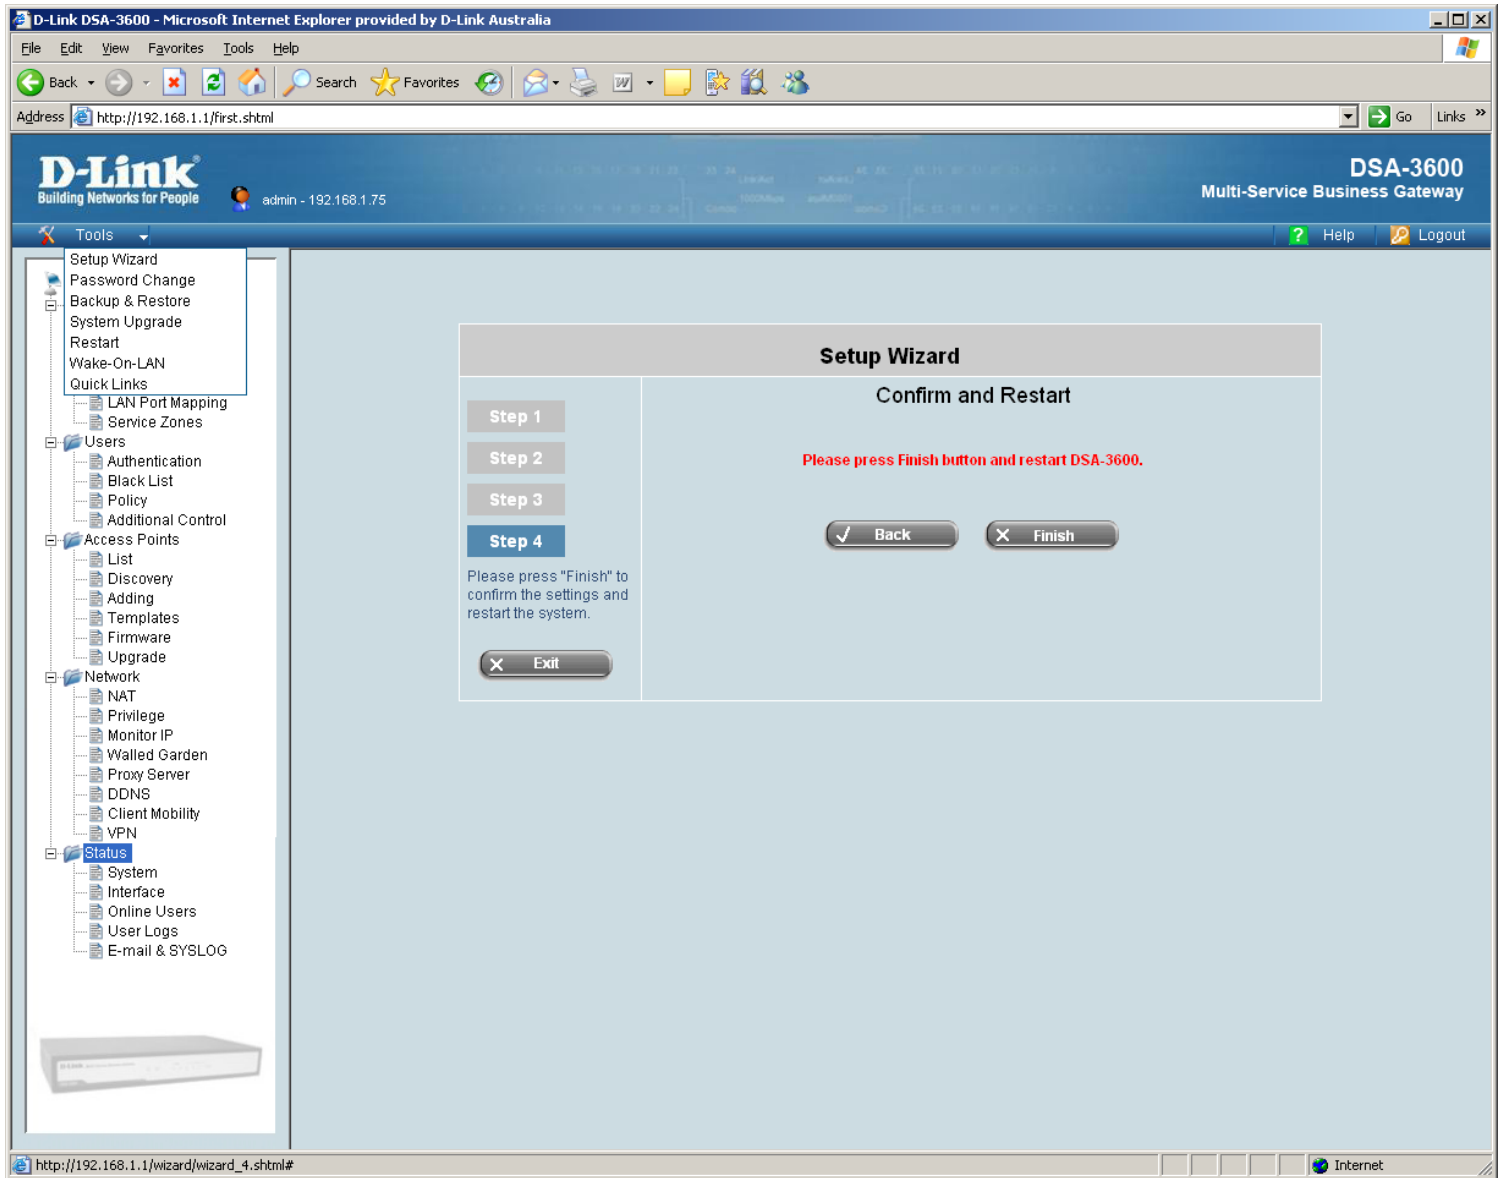 D-Link DSA-3600 - Microsoft Internet Explorer provided by D-Link Australia
File Edit View Favorites Tools Help
Back Search Favorites
Address http://192.168.1.1/first.shtml Go Links »
D-Link®
Building Networks for People
admin - 192.168.1.75
DSA-3600
Multi-Service Business Gateway
Tools Help Logout
Setup Wizard
Password Change
Backup & Restore
System Upgrade
Restart
Wake-On-LAN
Quick Links
LAN Port Mapping
Service Zones
Users
Authentication
Black List
Policy
Additional Control
Access Points
List
Discovery
Adding
Templates
Firmware
Upgrade
Network
NAT
Privilege
Monitor IP
Walled Garden
Proxy Server
DDNS
Client Mobility
VPN
Status
System
Interface
Online Users
User Logs
E-mail & SYSLOG
Setup Wizard
Step 1
Step 2
Step 3
Step 4
Please press "Finish" to
confirm the settings and
restart the system.
Exit
Confirm and Restart
Please press Finish button and restart DSA-3600.
Back Finish
http://192.168.1.1/wizard/wizard_4.shtml#
Internet